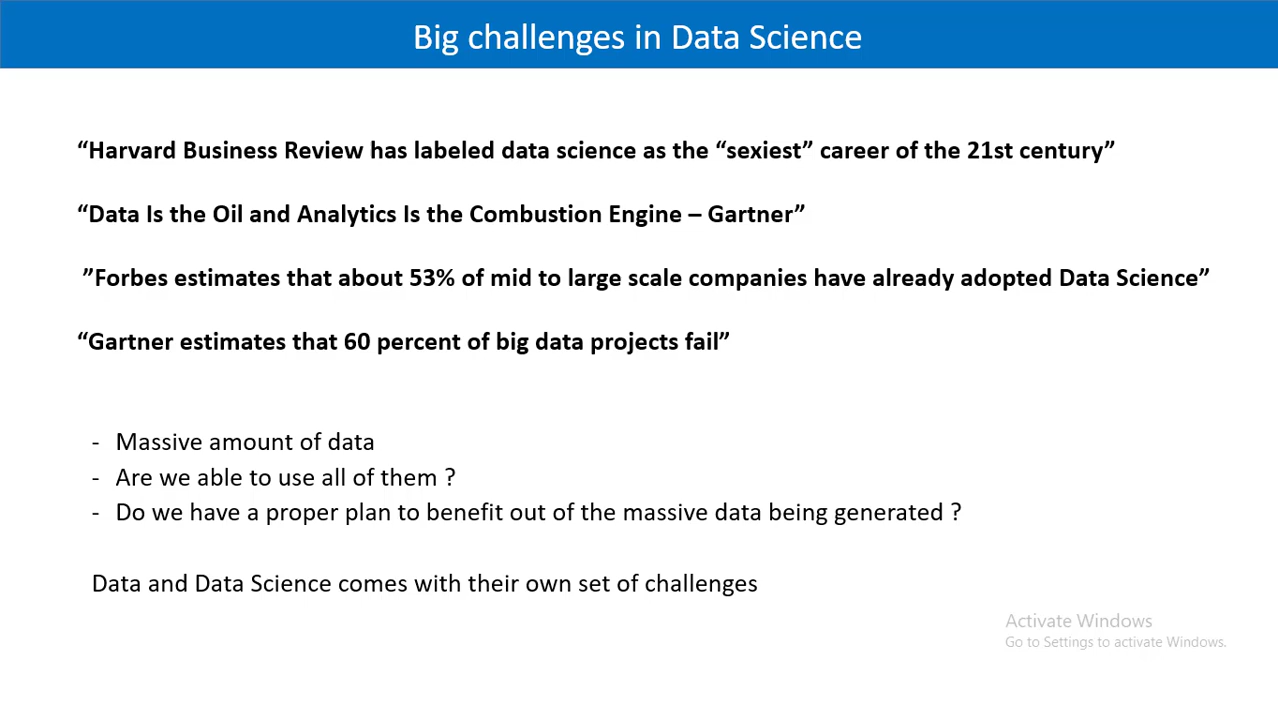 Big challenges in Data Science
“Harvard Business Review has labeled data science as the “sexiest” career of the 21st century”
“Data Is the Oil and Analytics Is the Combustion Engine – Gartner”
”Forbes estimates that about 53% of mid to large scale companies have already adopted Data Science”
“Gartner estimates that 60 percent of big data projects fail”
- Massive amount of data
- Are we able to use all of them ?
- Do we have a proper plan to benefit out of the massive data being generated ?
Data and Data Science comes with their own set of challenges
Activate Windows
Go to Settings to activate Windows.